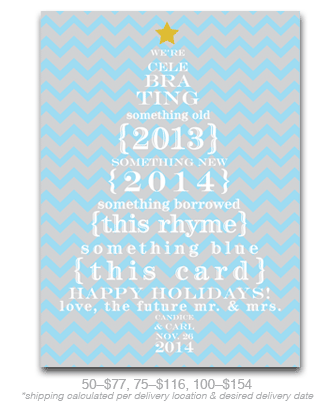 WE'RE
CELE
BRA
TING
something old
{2013}
SOMETHING NEW
{2014}
something borrowed
{this rhyme}
something blue
{this card}
HAPPY HOLIDAYS!
love, the future mr. & mrs.
CANDICE
& CARL
NOV. 26
2014
50–$77, 75–$116, 100–$154
*shipping calculated per delivery location & desired delivery date